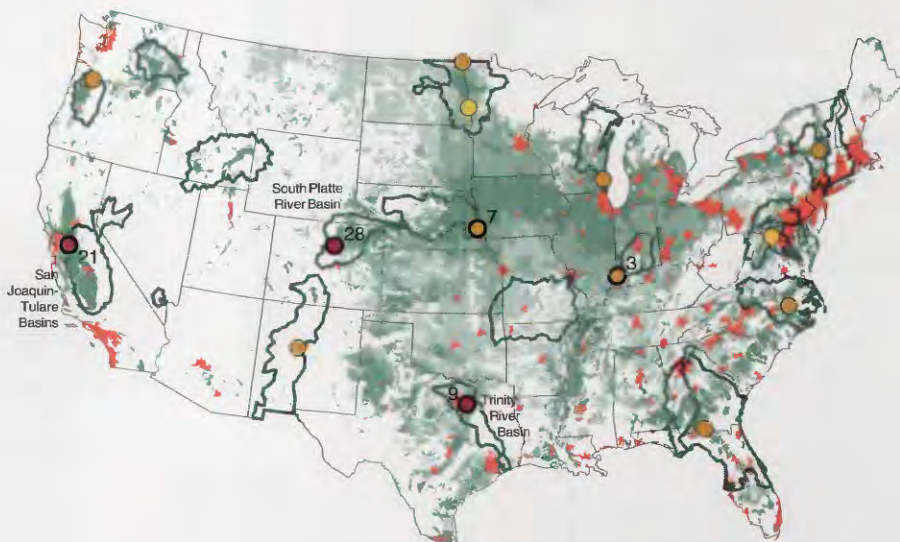 South Platte
River Basin
28
7
21
San
Joaquin-
Tulare
Basins
3
9
Trinity
River
Basin